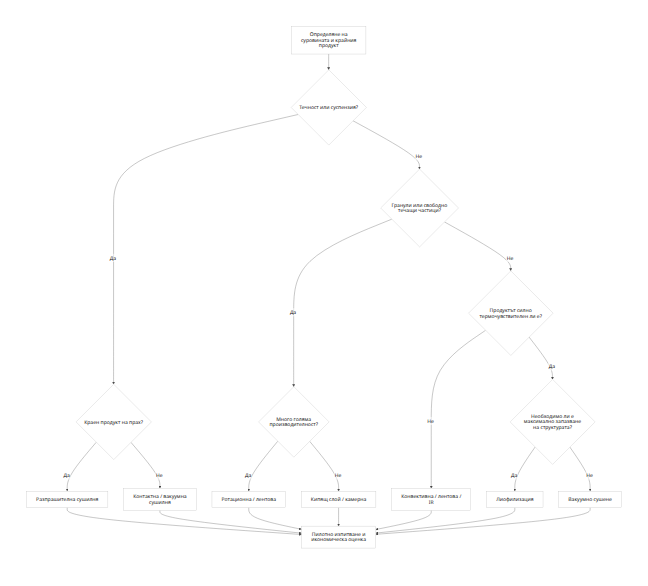 Определяне на
суровината и крайния
продукт
Течност или суспензия?
Не
Гранули или свободно
течащи частици?
Да
Не
Да
Продуктът силно
термочувствителен ли е?
Да
Не
Краен продукт на прах?
Много голяма
производителност?
Необходимо ли е
максимално запазване
на структурата?
Да
Не
Да
Не
Да
Не
Разпрашителна сушилня
Контактна / вакуумна
сушилня
Ротационна / лентова
Кипящ слой / камерна
Конвективна / лентова /
IR
Лиофилизация
Вакуумно сушене
Пилотно изпитване и
икономическа оценка